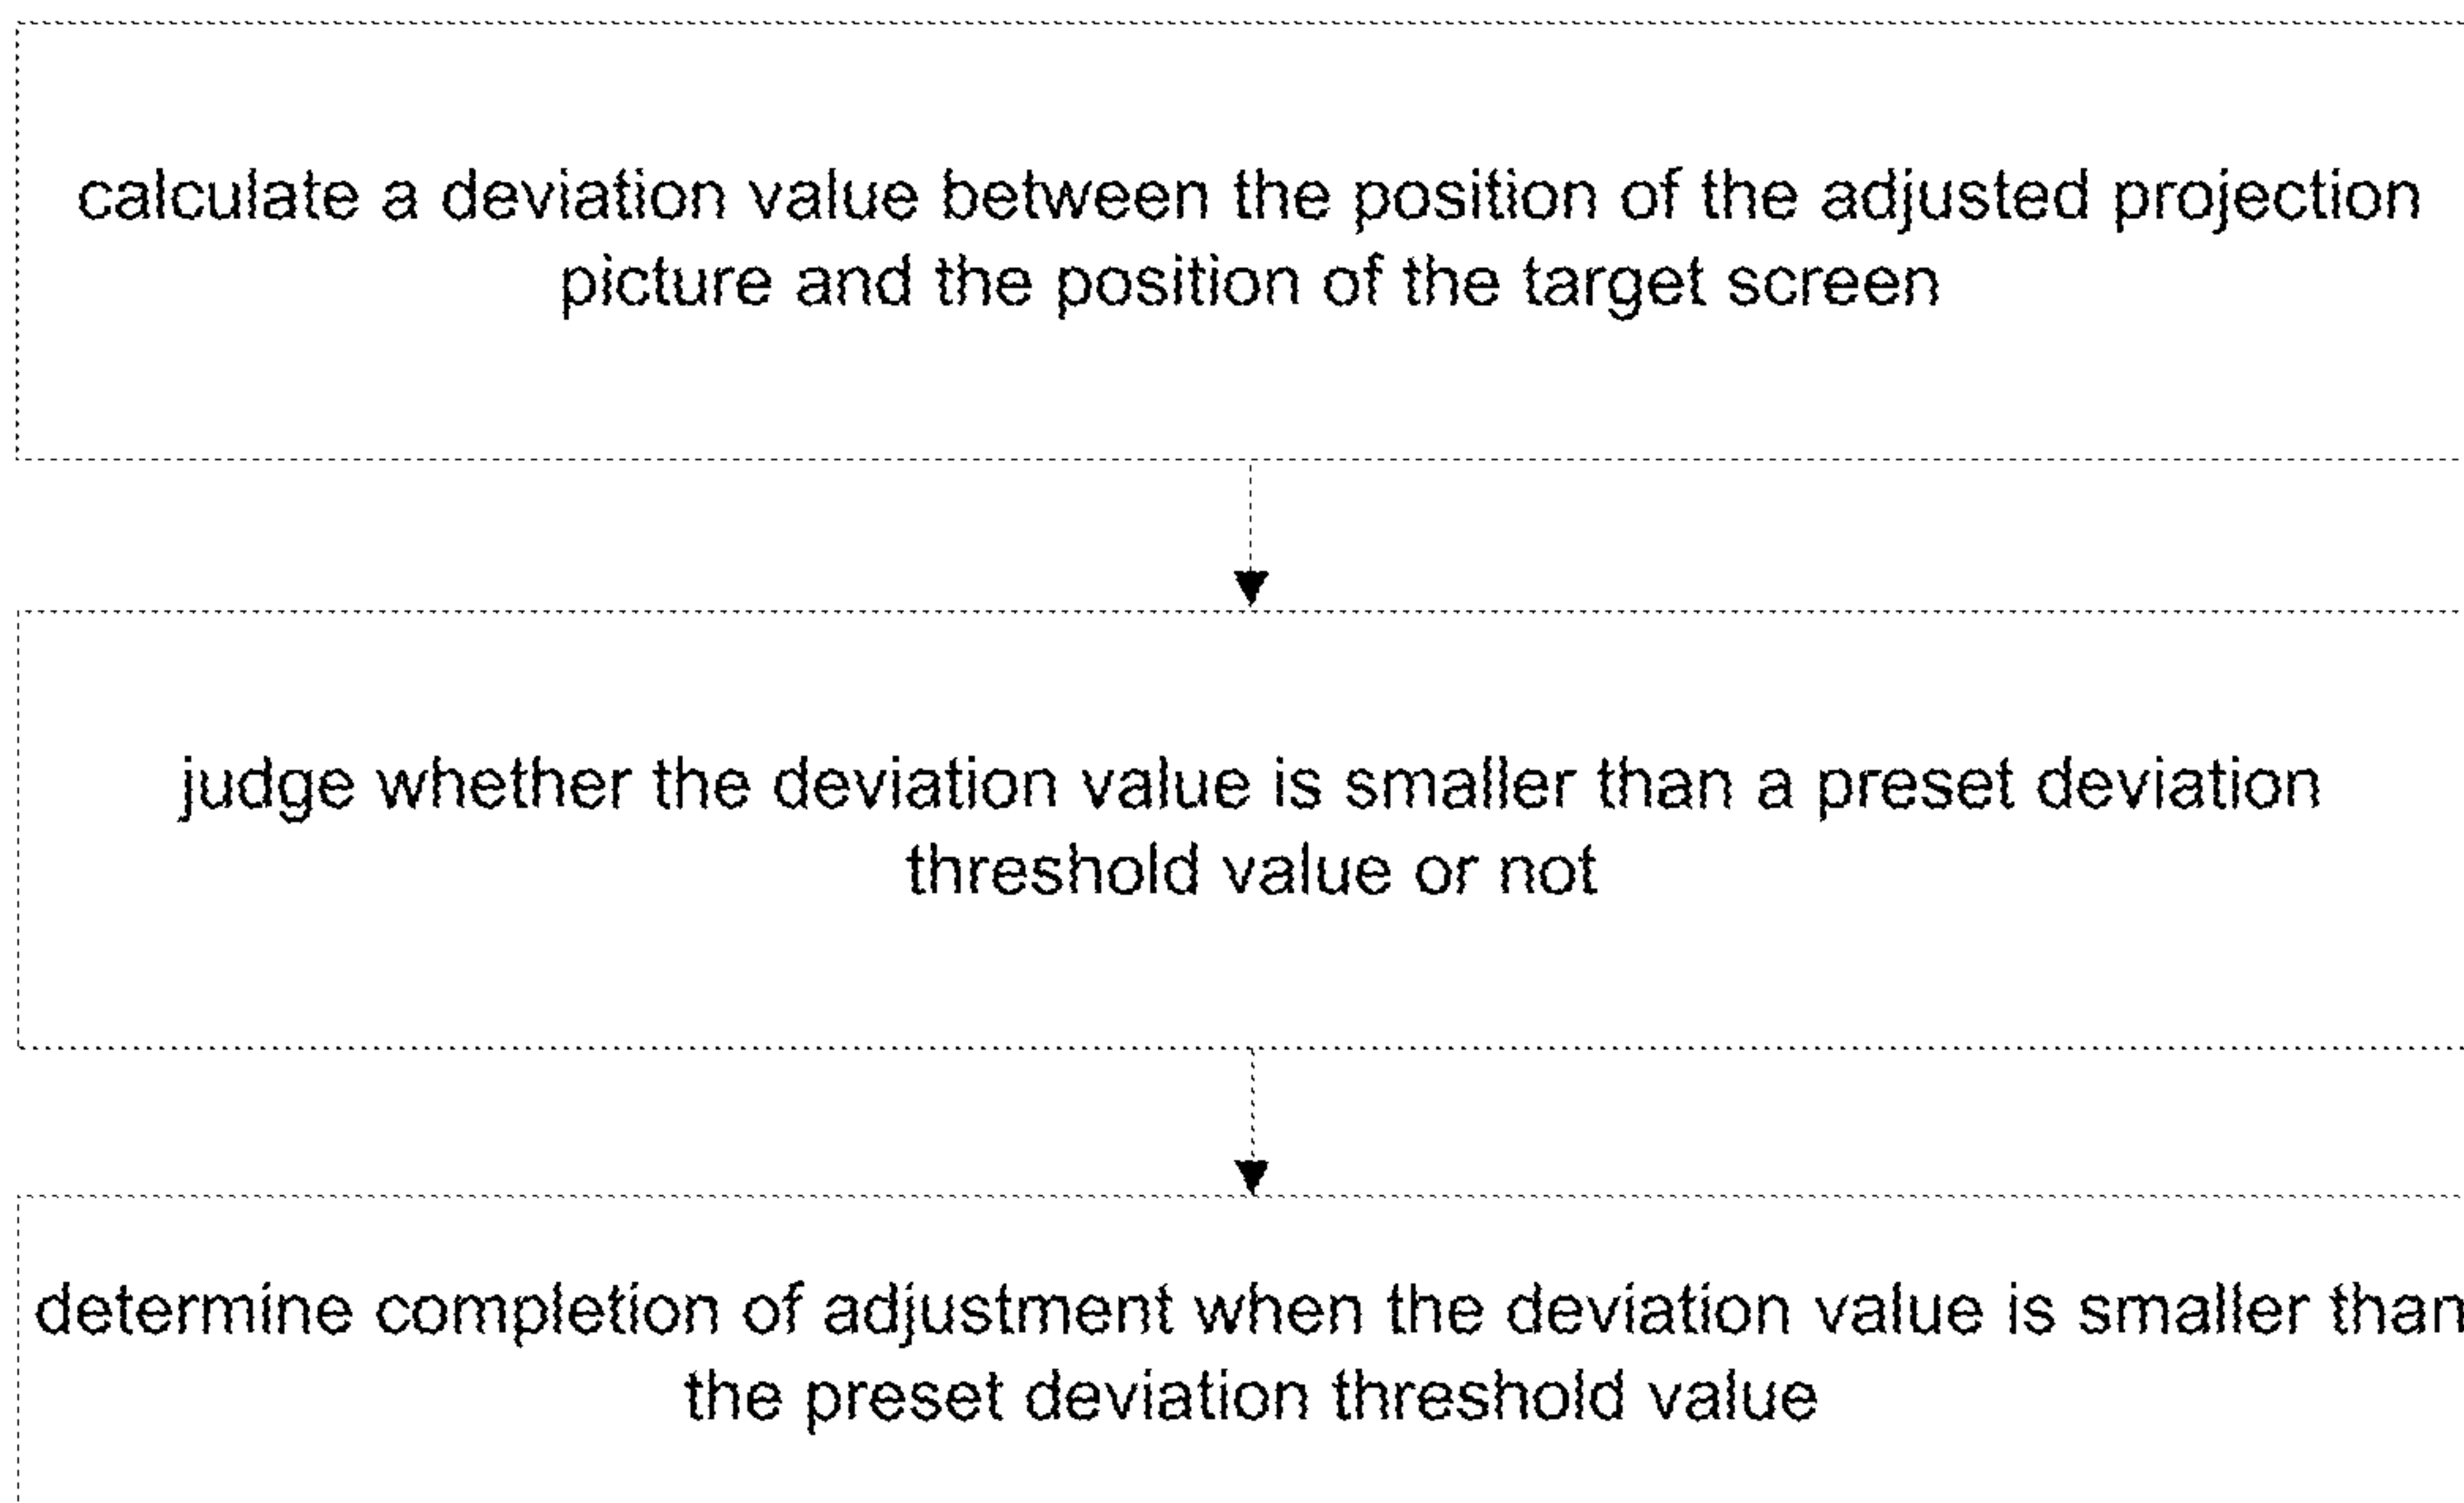 calculate a deviation value between the position of the adjusted projection
picture and the position of the target screen
judge whether the deviation value is smaller than a preset deviation
threshold value or not
determine completion of adjustment when the deviation value is smaller than
the preset deviation threshold value